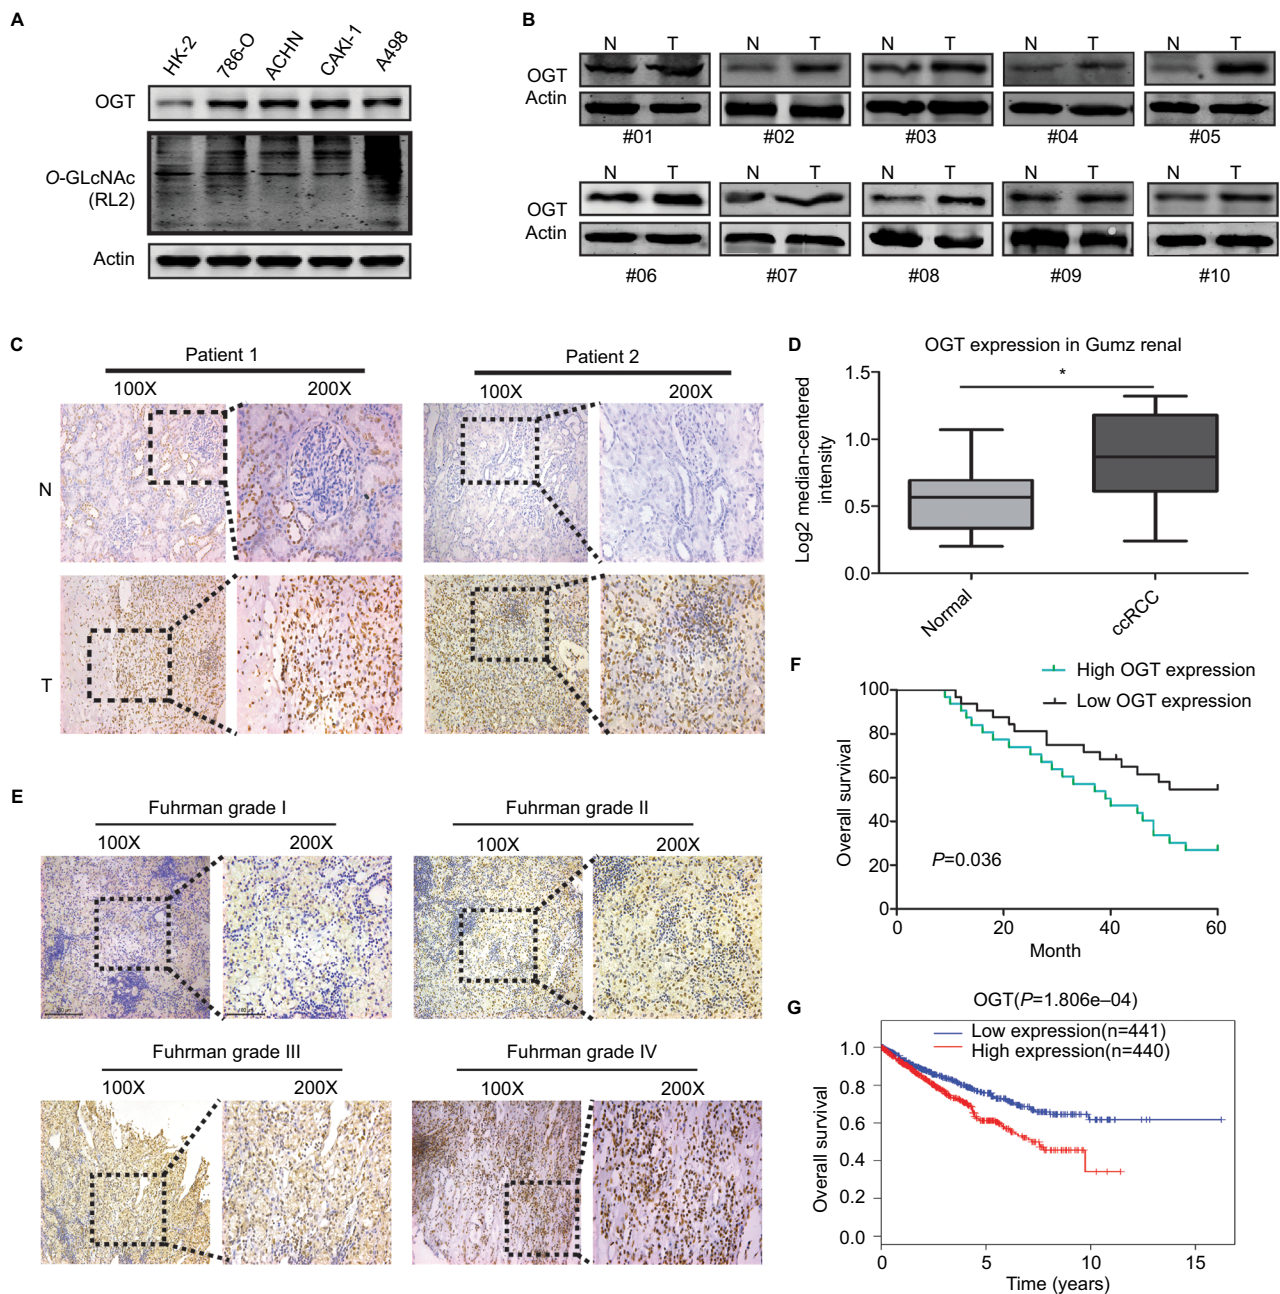 A
HK-2 786-O ACHN CAKI-1 A498
OGT
O-GLcNAc
(RL2)
Actin
B
N T N T N T N T N T
OGT
Actin
#01 #02 #03 #04 #05
N T N T N T N T N T
OGT
Actin
#06 #07 #08 #09 #10
C
Patient 1 Patient 2
100X 200X 100X 200X
N
T
D
OGT expression in Gumz renal
*
Log2 median-centered
intensity
1.5
1.0
0.5
0.0
Normal ccRCC
E
Fuhrman grade I Fuhrman grade II
100X 200X 100X 200X
Fuhrman grade III Fuhrman grade IV
100X 200X 100X 200X
F
High OGT expression
Low OGT expression
Overall survival
100
80
60
40
20
0
P=0.036
0 20 40 60
Month
G
OGT(P=1.806e–04)
Low expression(n=441)
High expression(n=440)
Overall survival
1.0
0.8
0.6
0.4
0.2
0.0
0 5 10 15
Time (years)